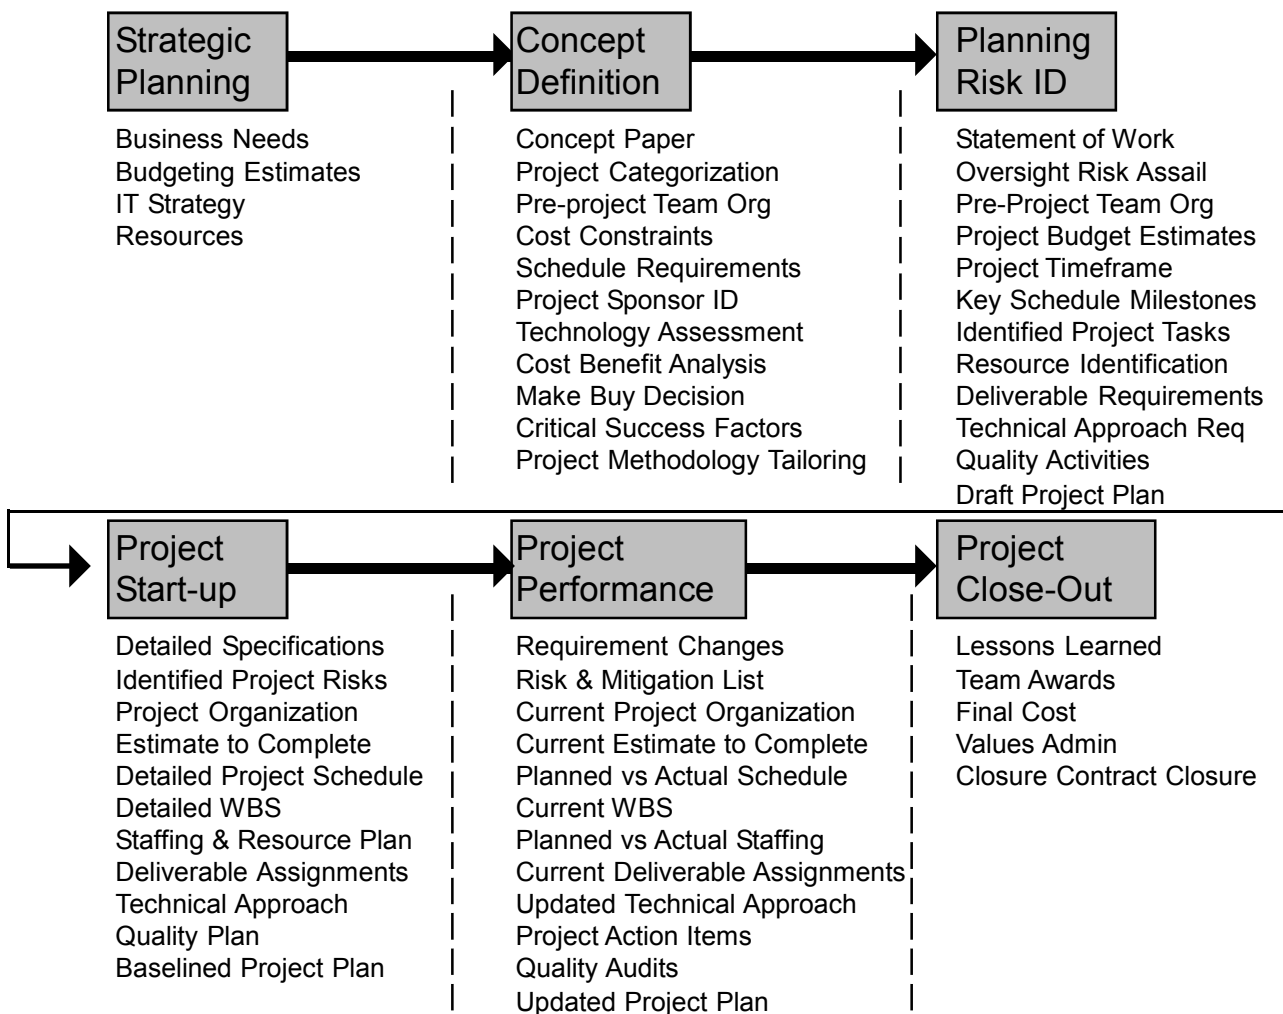 Strategic
Planning
Business Needs
Budgeting Estimates
IT Strategy
Resources
Concept
Definition
Concept Paper
Project Categorization
Pre-project Team Org
Cost Constraints
Schedule Requirements
Project Sponsor ID
Technology Assessment
Cost Benefit Analysis
Make Buy Decision
Critical Success Factors
Project Methodology Tailoring
Planning
Risk ID
Statement of Work
Oversight Risk Assail
Pre-Project Team Org
Project Budget Estimates
Project Timeframe
Key Schedule Milestones
Identified Project Tasks
Resource Identification
Deliverable Requirements
Technical Approach Req
Quality Activities
Draft Project Plan
Project
Start-up
Detailed Specifications
Identified Project Risks
Project Organization
Estimate to Complete
Detailed Project Schedule
Detailed WBS
Staffing & Resource Plan
Deliverable Assignments
Technical Approach
Quality Plan
Baselined Project Plan
Project
Performance
Requirement Changes
Risk & Mitigation List
Current Project Organization
Current Estimate to Complete
Planned vs Actual Schedule
Current WBS
Planned vs Actual Staffing
Current Deliverable Assignments
Updated Technical Approach
Project Action Items
Quality Audits
Updated Project Plan
Project
Close-Out
Lessons Learned
Team Awards
Final Cost
Values Admin
Closure Contract Closure